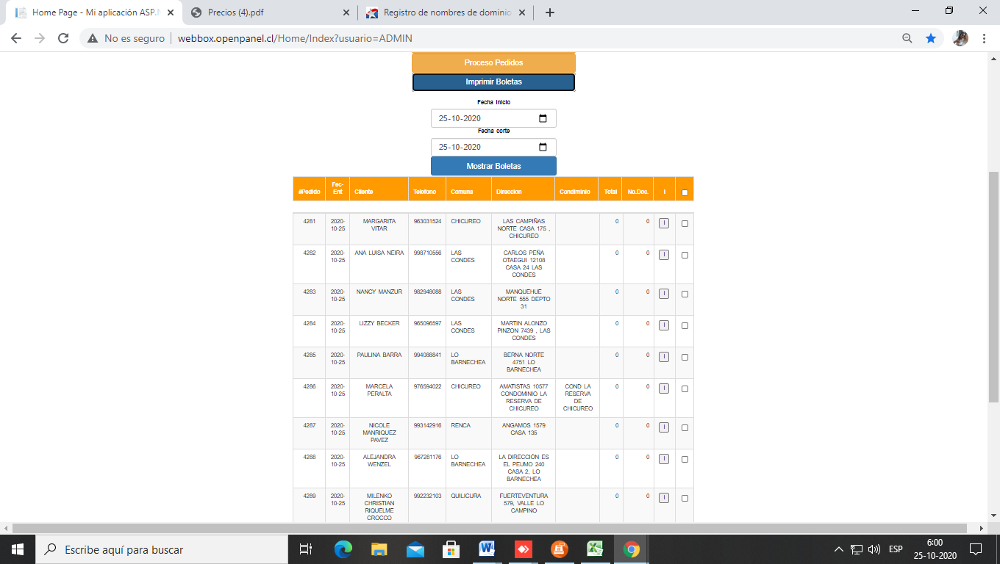 Home Page - Mi aplicación ASP.N
Precios (4).pdf
Registro de nombres de dominio
No es seguro
webbox.openpanel.cl/Home/Index?usuario=ADMIN
Proceso Pedidos
Imprimir Boletas
Fecha Inicio
25-10-2020
Fecha corte
25-10-2020
Mostrar Boletas
#Pedido Fec-Ent Cliente Telefono Comuna Direccion Condiminio Total No.Doc. I
4281 2020-10-25 MARGARITA VITAR 963031524 CHICUREO LAS CAMPIÑAS NORTE CASA 175 , CHICUREO 0 0 I
4282 2020-10-25 ANA LUISA NEIRA 998710556 LAS CONDES CARLOS PEÑA OTAEGUI 12108 CASA 24 LAS CONDES 0 0 I
4283 2020-10-25 NANCY MANZUR 982948088 LAS CONDES MANQUEHUE NORTE 555 DEPTO 31 0 0 I
4284 2020-10-25 LIZZY BECKER 965096597 LAS CONDES MARTIN ALONZO PINZON 7439 , LAS CONDES 0 0 I
4285 2020-10-25 PAULINA BARRA 994088841 LO BARNECHEA BERNA NORTE 4751 LO BARNECHEA 0 0 I
4286 2020-10-25 MARCELA PERALTA 976594022 CHICUREO AMATISTAS 10577 CONDOMINIO LA RESERVA DE CHICUREO COND LA RESERVA DE CHICUREO 0 0 I
4287 2020-10-25 NICOLE MANRIQUEZ PAVEZ 993142916 RENCA ANGAMOS 1579 CASA 135 0 0 I
4288 2020-10-25 ALEJANDRA WENZEL 967281176 LO BARNECHEA LA DIRECCIÓN ES EL PEUMO 240 CASA 2, LO BARNECHEA 0 0 I
4289 2020-10-25 MILENKO CHRISTIAN RIQUELME CROCCO 992232103 QUILICURA FUERTEVENTURA 579, VALLE LO CAMPINO 0 0 I
Escribe aquí para buscar
ESP
6:00
25-10-2020